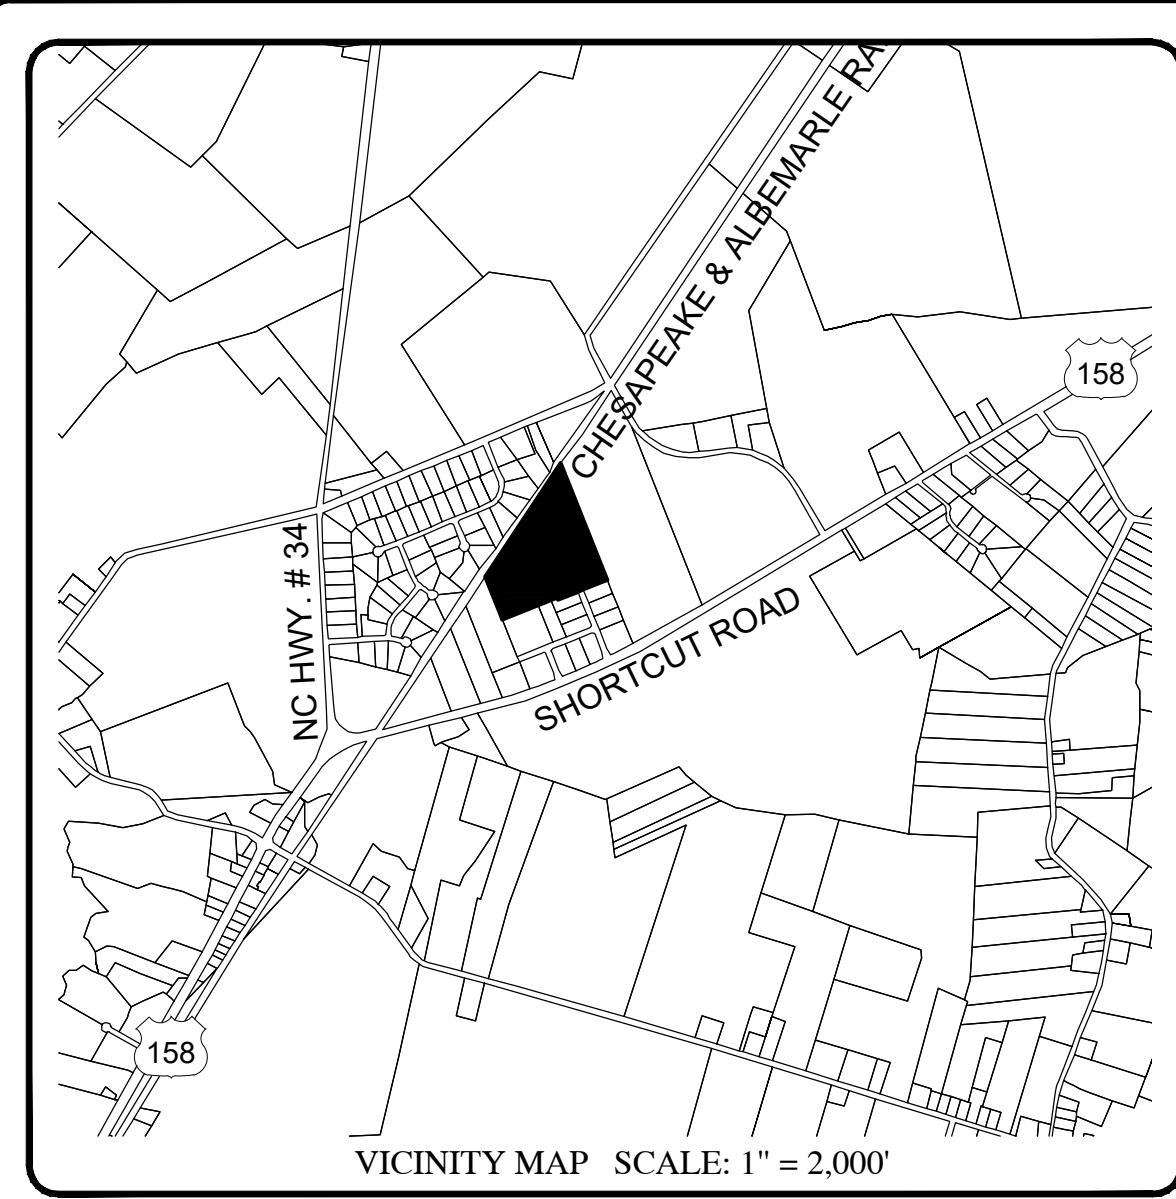 CHESAPEAKE & ALBEMARLE RA
158
NC HWY. # 34
SHORTCUT ROAD
158
VICINITY MAP SCALE: 1" = 2,000'